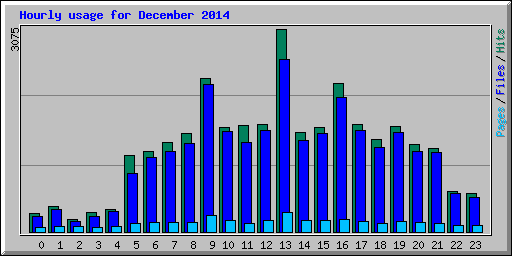 Hourly usage for December 2014
3075
Pages/Files/Hits
0 1 2 3 4 5 6 7 8 9 10 11 12 13 14 15 16 17 18 19 20 21 22 23